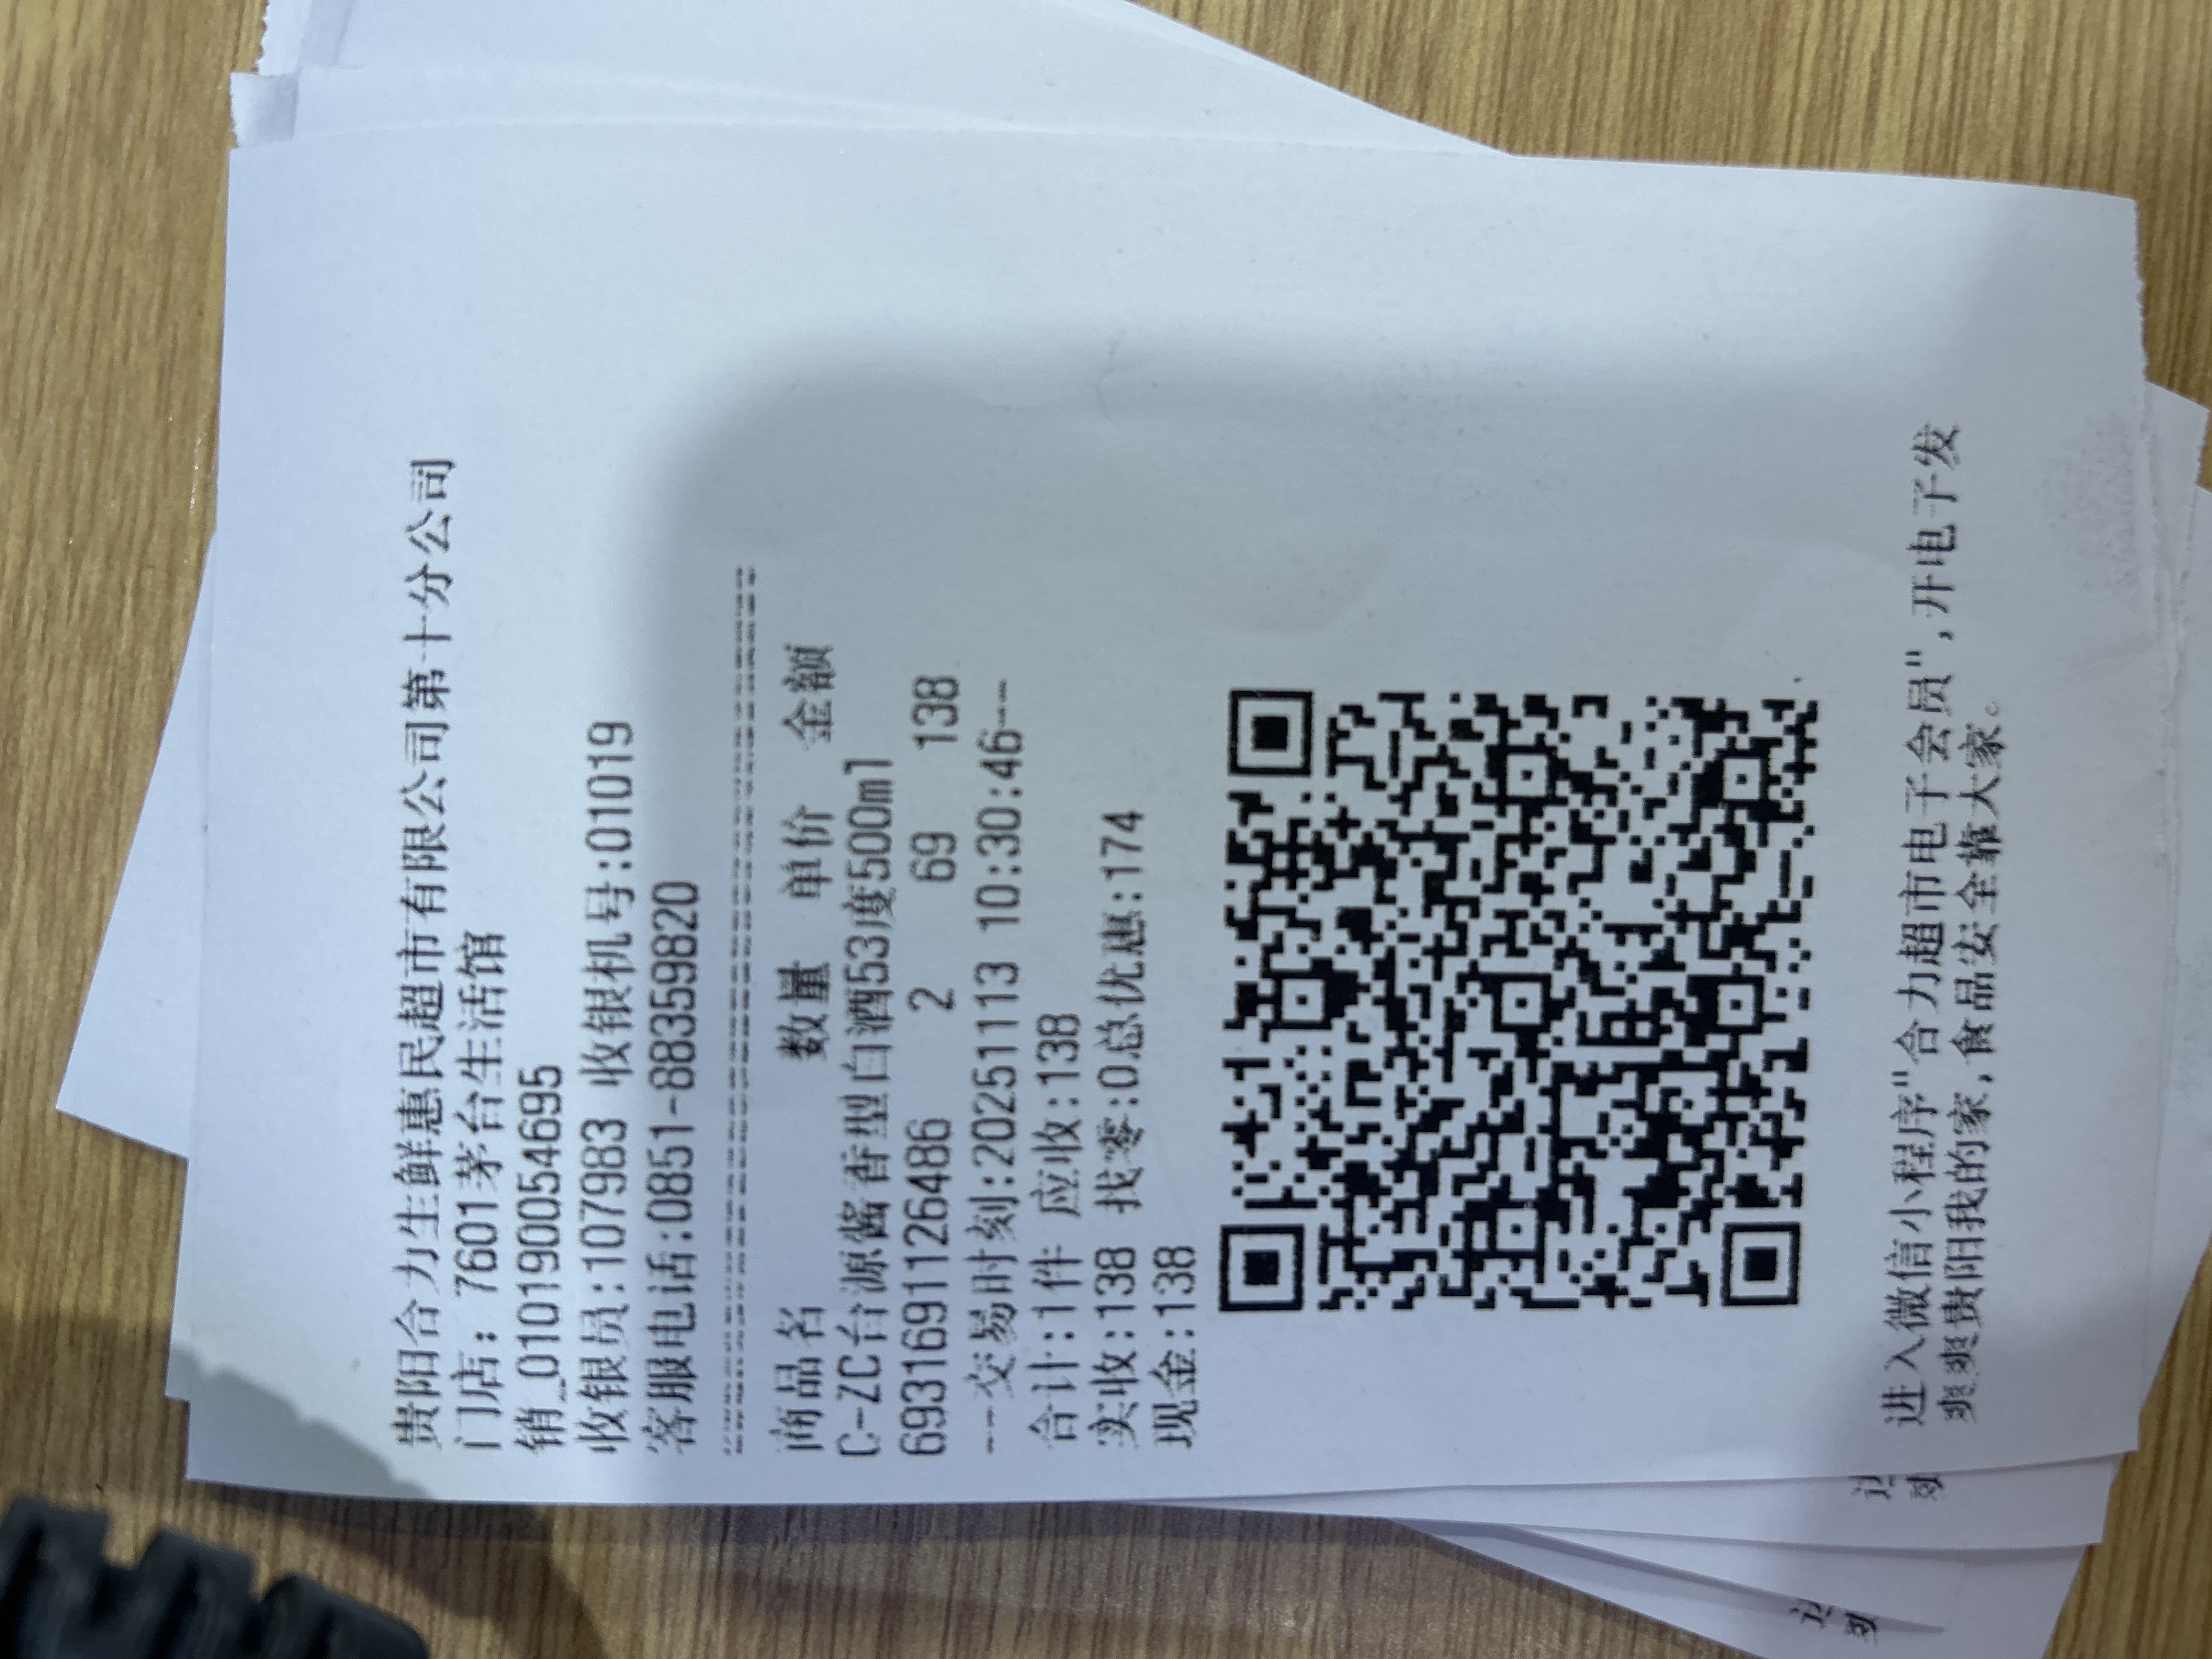 贵阳合力生鲜惠民超市有限公司第十分公司
门店：7601茅台生活馆
销_0101900546​95
收银员:107983 收银机号:01019
客服电话:0851-88359820
商品名 数量 单价 金额
C-ZC台源酱香型白酒53度500ml
6931691126486 2 69 138
---交易时刻:20251113 10:30:46---
合计:1件 应收:138
实收:138 找零:0总优惠:174
现金:138
进入微信小程序"合力超市电子会员",开电子发
爽爽贵阳我的家,食品安全靠大家。